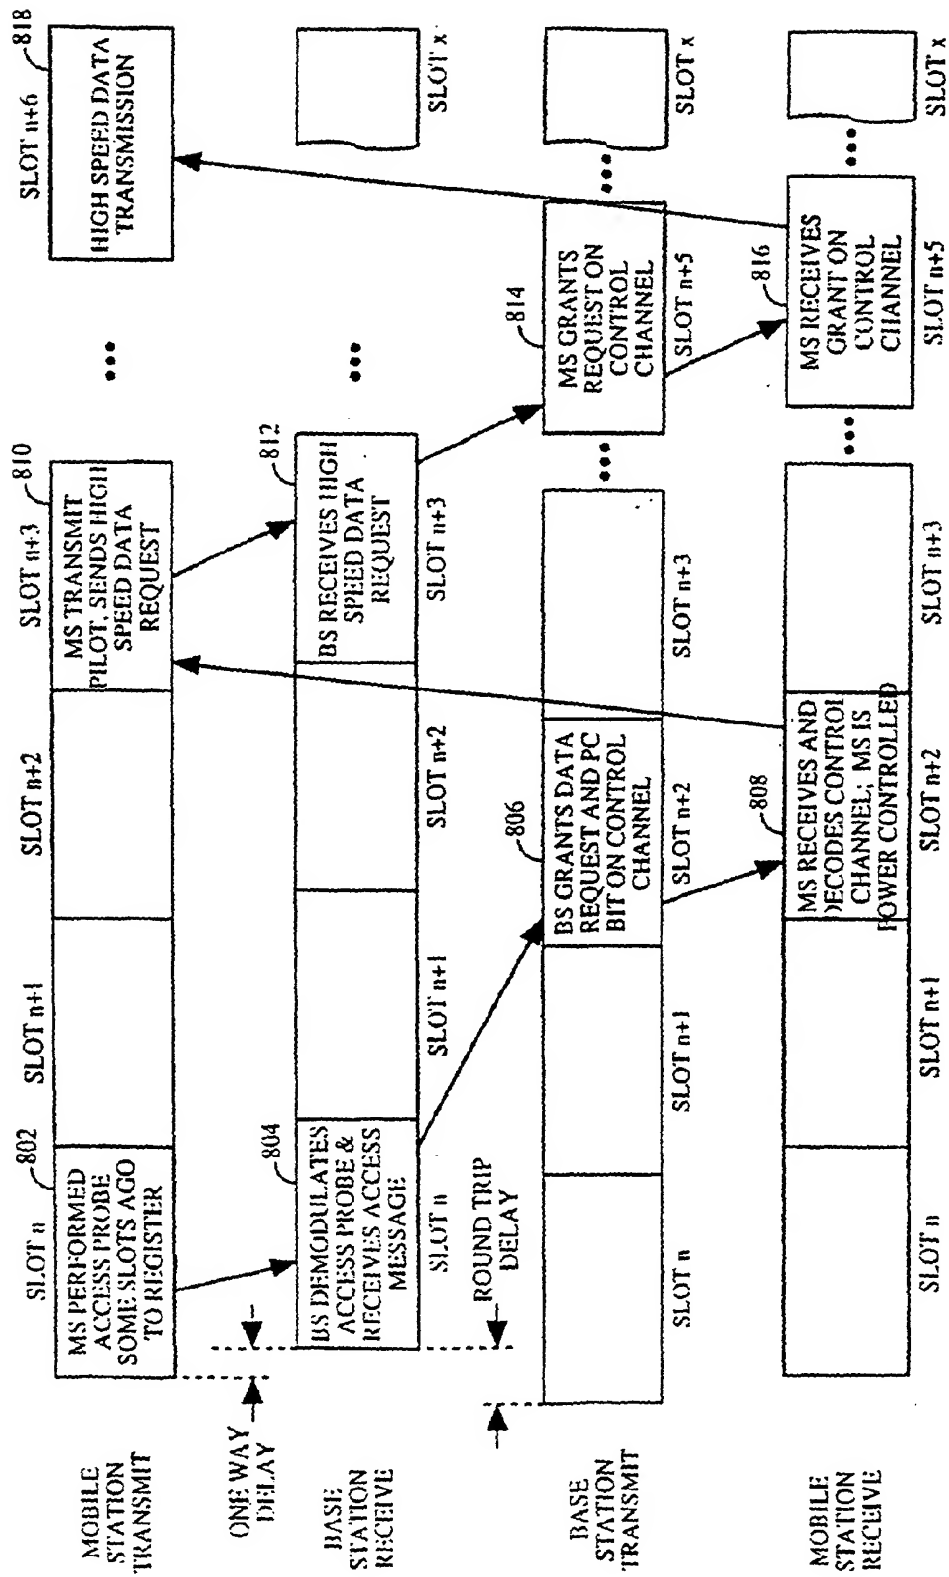 MOBILE
STATION
TRANSMIT
SLOT n
802
MS PERFORMED
ACCESS PROBE
SOME SLOTS AGO
TO REGISTER
SLOT n+1
SLOT n+2
SLOT n+3
810
MS TRANSMIT
PILOT, SENDS HIGH
SPEED DATA
REQUEST
•••
SLOT n+6
818
HIGH SPEED DATA
TRANSMISSION
ONE WAY
DELAY
BASE
STATION
RECEIVE
804
BS DEMODULATES
ACCESS PROBE &
RECEIVES ACCESS
MESSAGE
SLOT n
SLOT n+1
SLOT n+2
812
BS RECEIVES HIGH
SPEED DATA
REQUEST
SLOT n+3
•••
SLOT x
ROUND TRIP
DELAY
BASE
STATION
TRANSMIT
SLOT n
SLOT n+1
806
BS GRANTS DATA
REQUEST AND PC
BIT ON CONTROL
CHANNEL
SLOT n+2
SLOT n+3
•••
814
MS GRANTS
REQUEST ON
CONTROL
CHANNEL
SLOT n+5
•••
SLOT x
MOBILE
STATION
RECEIVE
SLOT n
SLOT n+1
808
MS RECEIVES AND
DECODES CONTROL
CHANNEL; MS IS
POWER CONTROLLED
SLOT n+2
SLOT n+3
•••
816
MS RECEIVES
GRANT ON
CONTROL
CHANNEL
SLOT n+5
•••
SLOT x